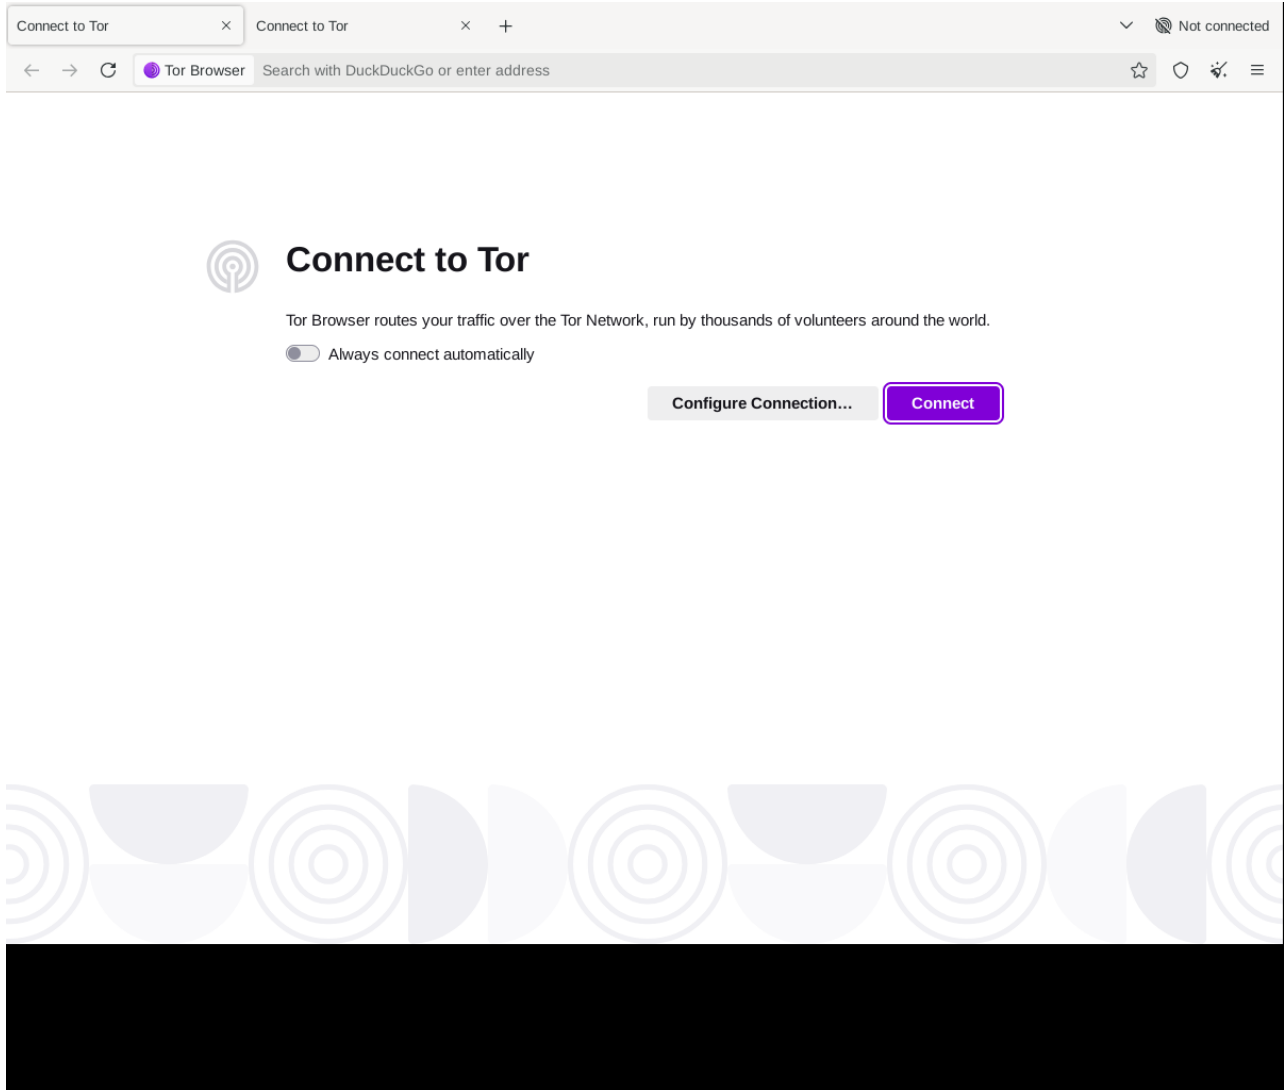 Connect to Tor
Connect to Tor
Not connected
Tor Browser
Search with DuckDuckGo or enter address
Connect to Tor
Tor Browser routes your traffic over the Tor Network, run by thousands of volunteers around the world.
Always connect automatically
Configure Connection…
Connect